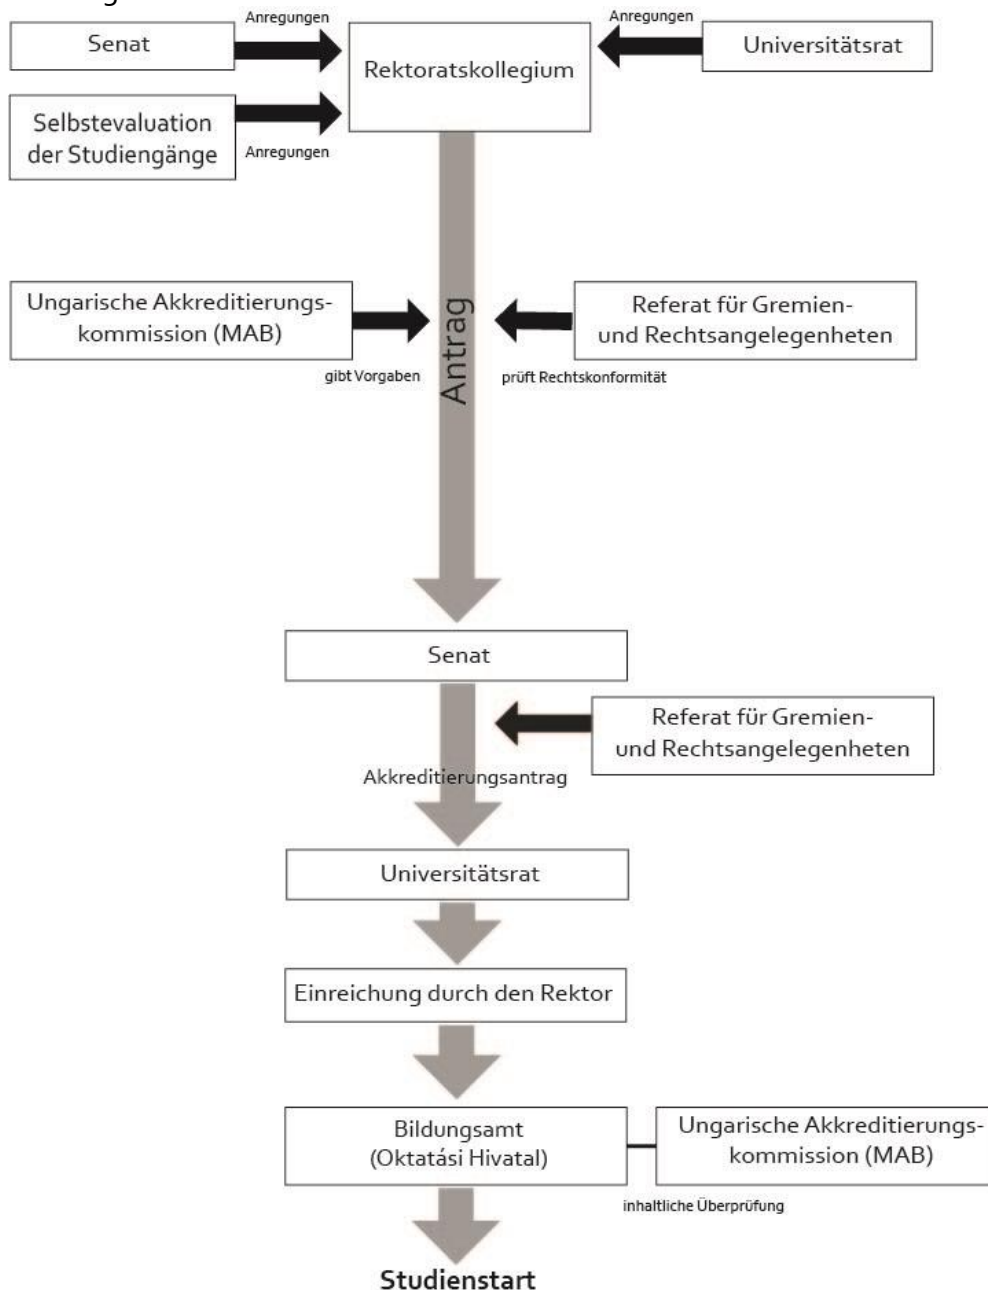 Anregungen
Anregungen
Senat
Rektoratskollegium
Universitätsrat
Selbstevaluation
der Studiengänge
Anregungen
Ungarische Akkreditierungs-
kommission (MAB)
Antrag
Referat für Gremien-
und Rechtsangelegenheten
gibt Vorgaben
prüft Rechtskonformität
Senat
Referat für Gremien-
und Rechtsangelegenheten
Akkreditierungsantrag
Universitätsrat
Einreichung durch den Rektor
Bildungsamt
(Oktatási Hivatal)
Ungarische Akkreditierungs-
kommission (MAB)
inhaltliche Überprüfung
Studienstart